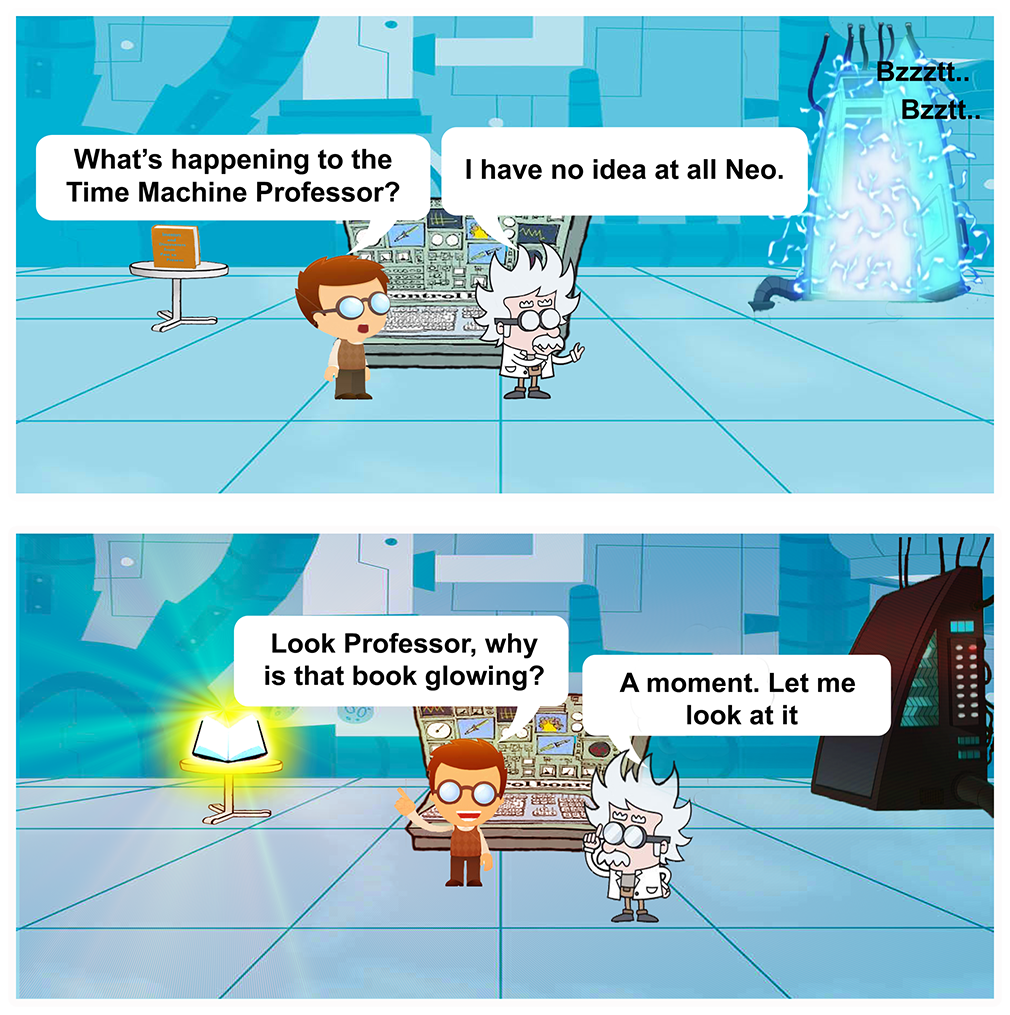 Bzzztt..
Bzztt..
What’s happening to the
Time Machine Professor?
I have no idea at all Neo.
Look Professor, why
is that book glowing?
A moment. Let me
look at it